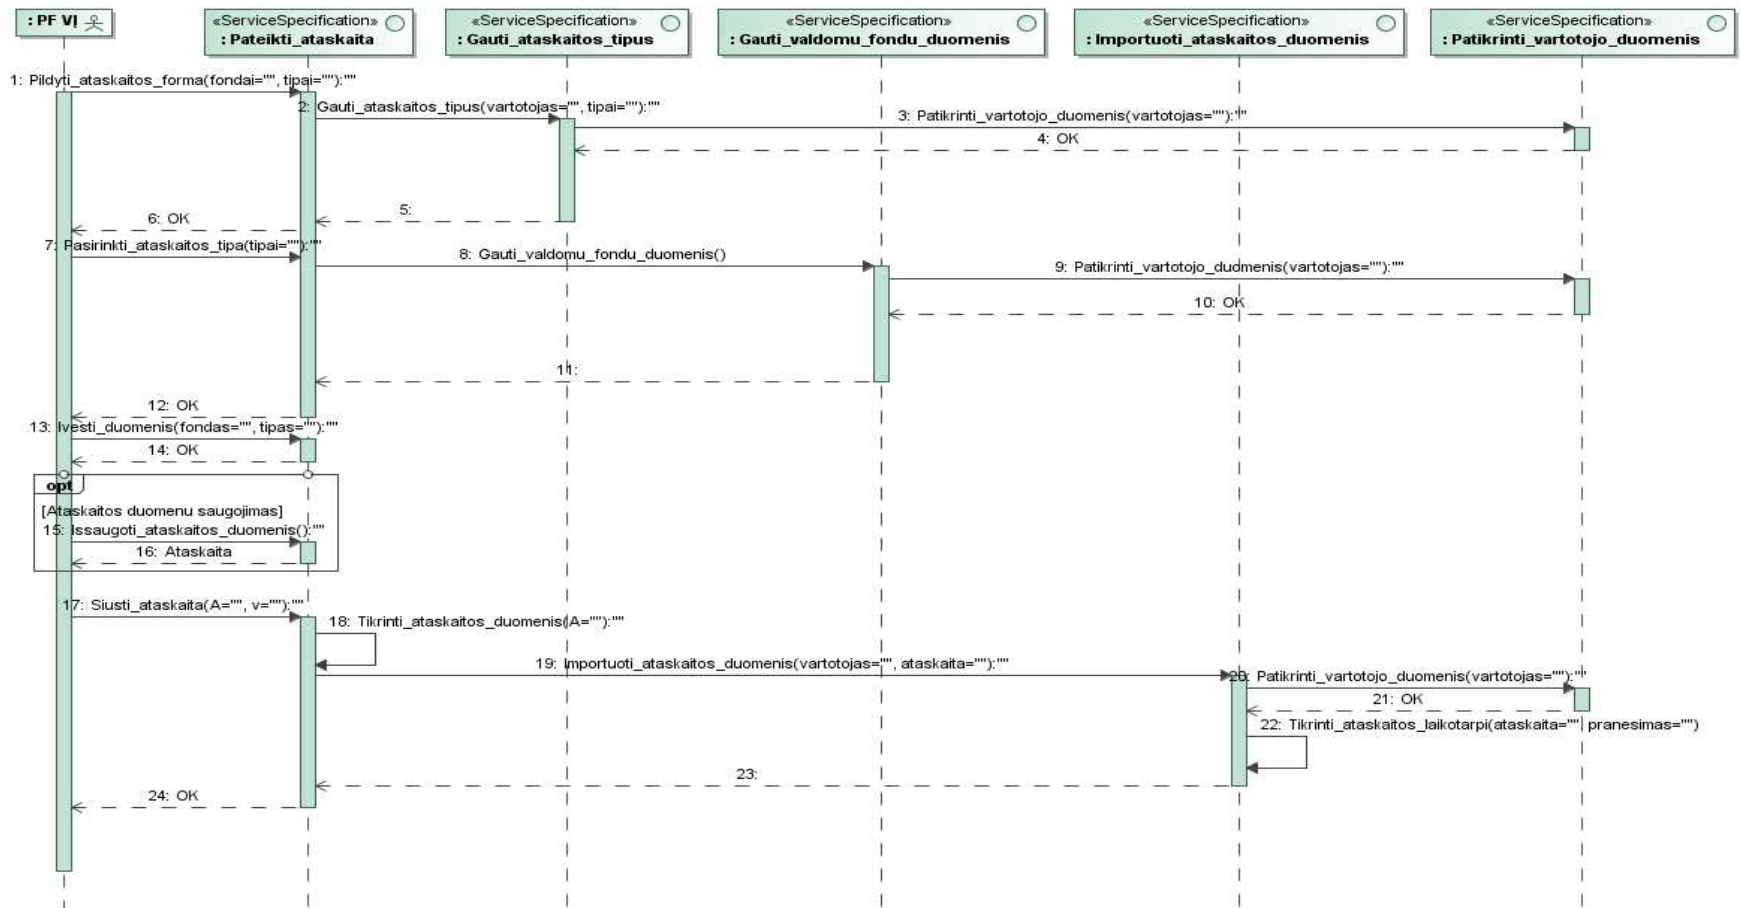 : PF VI
«ServiceSpecification»
: Pateikti_ataskaita
«ServiceSpecification»
: Gauti_ataskaitos_tipus
«ServiceSpecification»
: Gauti_valdomu_fondu_duomenis
«ServiceSpecification»
: Importuoti_ataskaitos_duomenis
«ServiceSpecification»
: Patikrinti_vartotojo_duomenis
1: Pildyti_ataskaitos_forma(fondai="", tipai=""):""
2: Gauti_ataskaitos_tipus(vartotojas="", tipai=""):""
3: Patikrinti_vartotojo_duomenis(vartotojas=""):""
4: OK
5:
6: OK
7: Pasirinkti_ataskaitos_tipa(tipai=""):""
8: Gauti_valdomu_fondu_duomenis()
9: Patikrinti_vartotojo_duomenis(vartotojas=""):""
10: OK
11:
12: OK
13: Ivesti_duomenis(fondas="", tipas=""):""
14: OK
opt
[Ataskaitos duomenu saugojimas]
15: Issaugoti_ataskaitos_duomenis():""
16: Ataskaita
17: Siusti_ataskaita(A="", v=""):""
18: Tikrinti_ataskaitos_duomenis(A=""):""
19: Importuoti_ataskaitos_duomenis(vartotojas="", ataskaita=""):""
20: Patikrinti_vartotojo_duomenis(vartotojas=""):""
21: OK
22: Tikrinti_ataskaitos_laikotarpi(ataskaita="", pranesimas="")
23:
24: OK